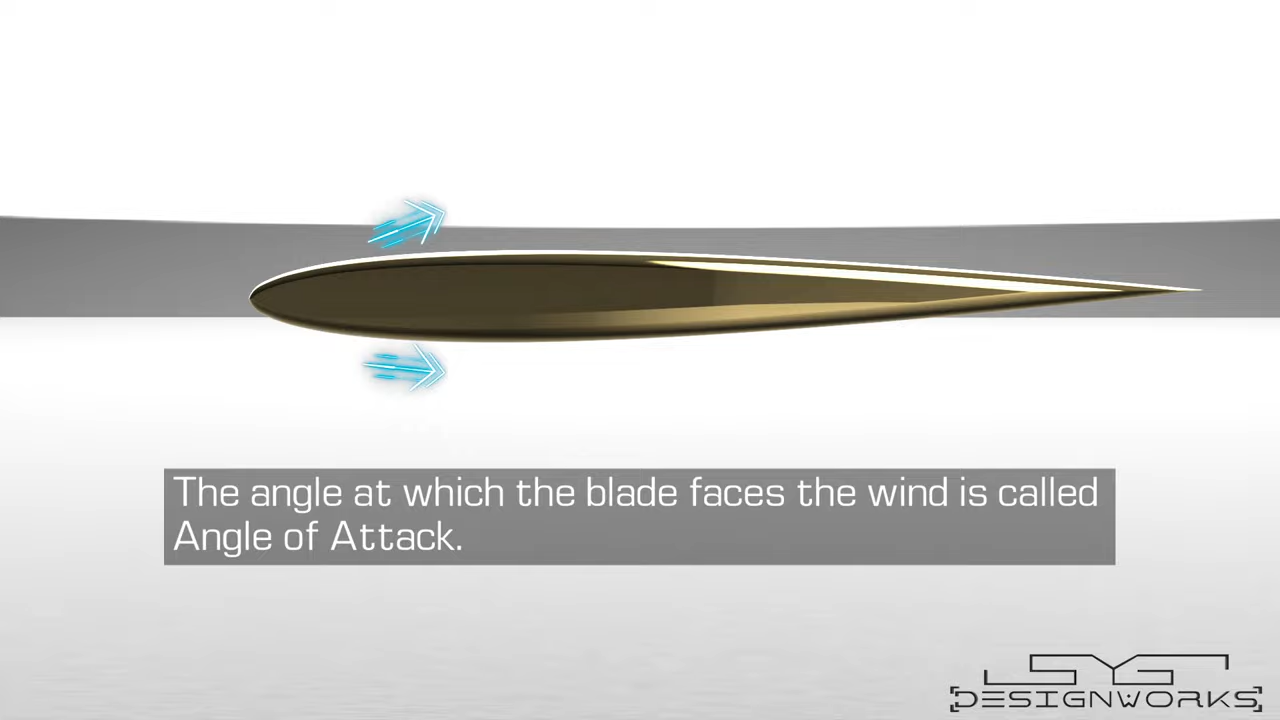 The angle at which the blade faces the wind is called
Angle of Attack.
DESIGNWORKS